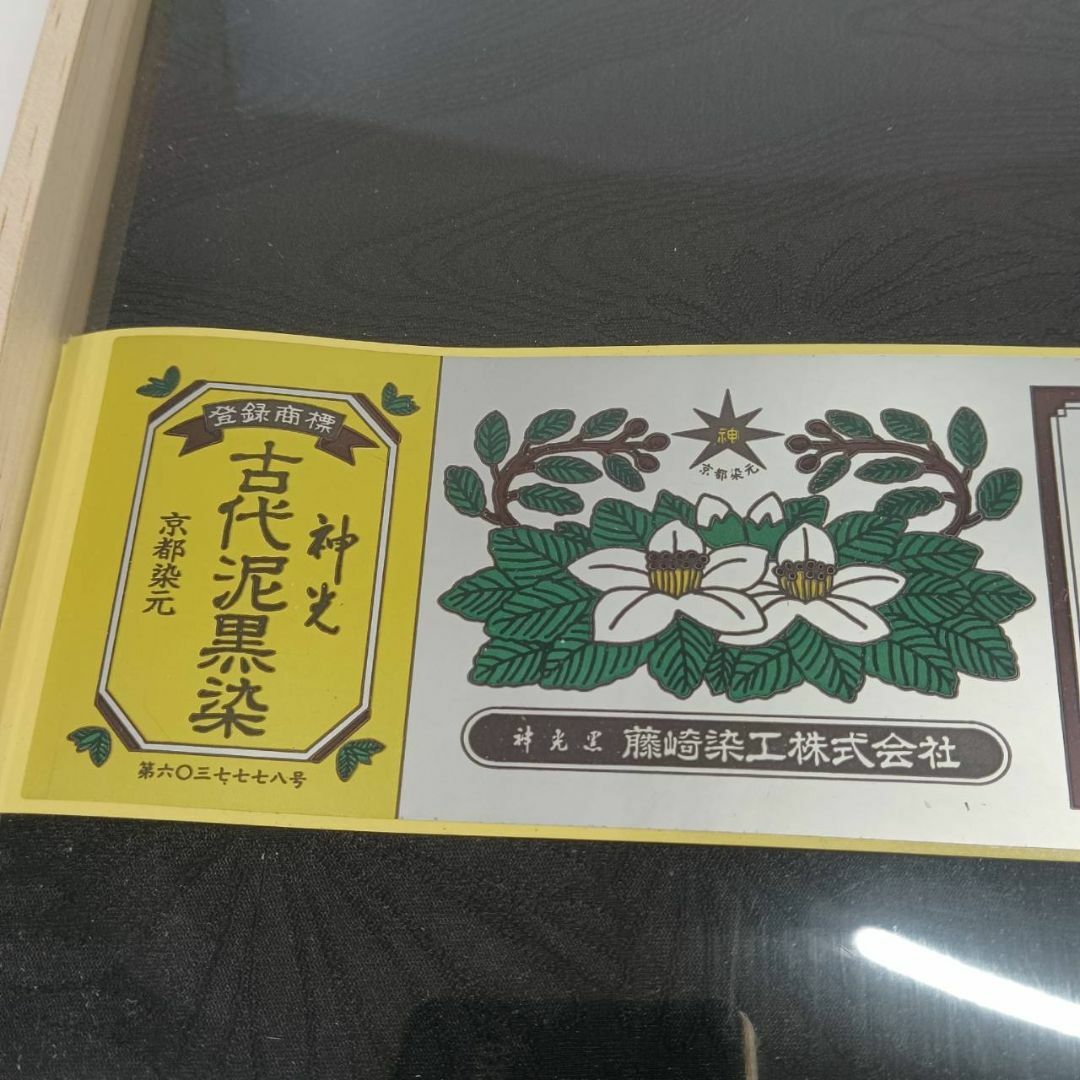 登録商標
神光
古代泥黒染
京都染元
第六〇三七七七八号
神
京都染元
神光黒 藤崎染工株式会社